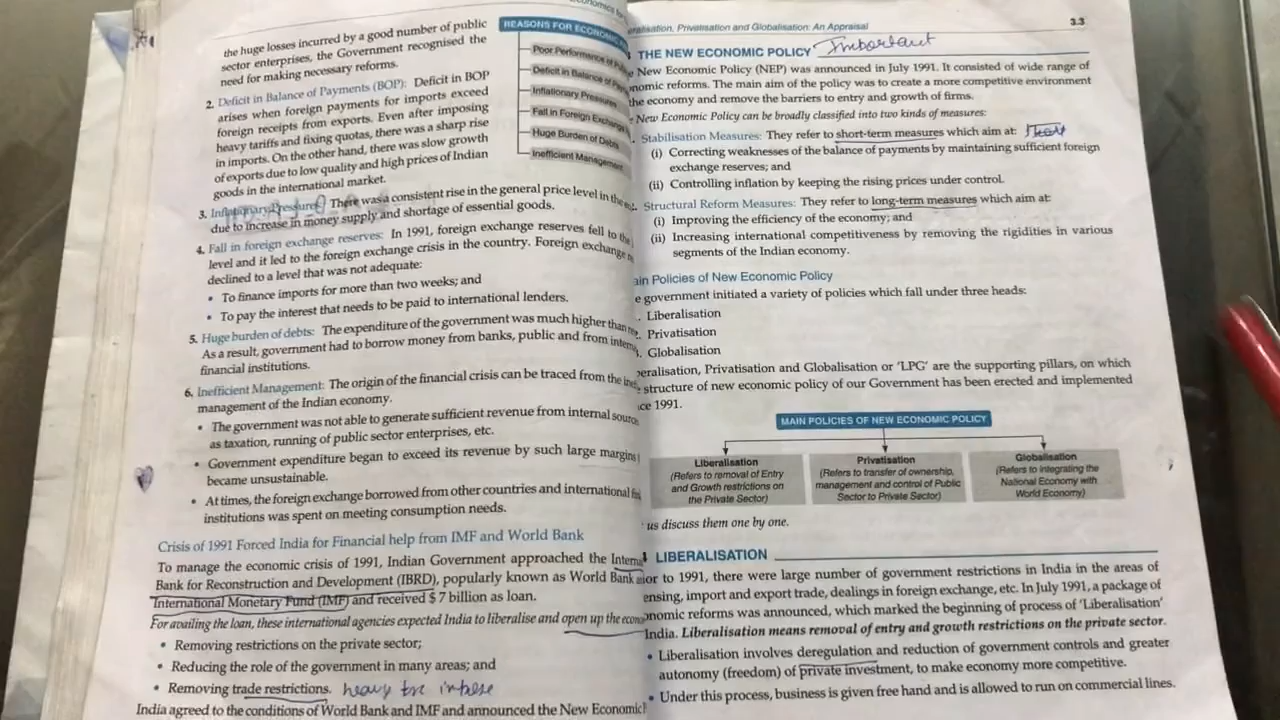 the huge losses incurred by a good number of public
sector enterprises, the Government recognised the
need for making necessary reforms.
2. Deficit in Balance of Payments (BOP): Deficit in BOP
arises when foreign payments for imports exceed
foreign receipts from exports. Even after imposing
heavy tariffs and fixing quotas, there was a sharp rise
in imports. On the other hand, there was slow growth
of exports due to low quality and high prices of Indian
goods in the international market.
REASONS FOR ECONOMIC
Poor Performance of
Deficit in Balance of
Inflationary Pressures
Fall in Foreign Exchange
Huge Burden of Debts
Inefficient Management
3. Inflationary Pressures: There was a consistent rise in the general price level in the
due to increase in money supply and shortage of essential goods.
4. Fall in foreign exchange reserves: In 1991, foreign exchange reserves fell to the
level and it led to the foreign exchange crisis in the country. Foreign exchange
declined to a level that was not adequate:
• To finance imports for more than two weeks; and
• To pay the interest that needs to be paid to international lenders.
5. Huge burden of debts: The expenditure of the government was much higher than
As a result, government had to borrow money from banks, public and from
financial institutions.
6. Inefficient Management: The origin of the financial crisis can be traced from the
management of the Indian economy.
• The government was not able to generate sufficient revenue from internal
as taxation, running of public sector enterprises, etc.
• Government expenditure began to exceed its revenue by such large margins
became unsustainable.
• At times, the foreign exchange borrowed from other countries and international
institutions was spent on meeting consumption needs.
Crisis of 1991 Forced India for Financial help from IMF and World Bank
To manage the economic crisis of 1991, Indian Government approached the
Bank for Reconstruction and Development (IBRD), popularly known as World Bank
International Monetary Fund (IMF) and received $ 7 billion as loan.
For availing the loan, these international agencies expected India to liberalise and open up the
• Removing restrictions on the private sector;
• Reducing the role of the government in many areas; and
• Removing trade restrictions. heavy
India agreed to the conditions of World Bank and IMF and announced the New Economic
eralisation, Privatisation and Globalisation: An Appraisal
3.3
THE NEW ECONOMIC POLICY Important
New Economic Policy (NEP) was announced in July 1991. It consisted of wide range of
nomic reforms. The main aim of the policy was to create a more competitive environment
the economy and remove the barriers to entry and growth of firms.
New Economic Policy can be broadly classified into two kinds of measures:
Stabilisation Measures: They refer to short-term measures which aim at:
(i) Correcting weaknesses of the balance of payments by maintaining sufficient foreign
exchange reserves; and
(ii) Controlling inflation by keeping the rising prices under control.
Structural Reform Measures: They refer to long-term measures which aim at:
(i) Improving the efficiency of the economy; and
(ii) Increasing international competitiveness by removing the rigidities in various
segments of the Indian economy.
ain Policies of New Economic Policy
e government initiated a variety of policies which fall under three heads:
. Liberalisation
. Privatisation
. Globalisation
eralisation, Privatisation and Globalisation or 'LPG' are the supporting pillars, on which
structure of new economic policy of our Government has been erected and implemented
ce 1991.
MAIN POLICIES OF NEW ECONOMIC POLICY
Liberalisation
(Refers to removal of Entry
and Growth restrictions on
the Private Sector)
Privatisation
(Refers to transfer of ownership,
management and control of Public
Sector to Private Sector)
Globalisation
(Refers to integrating the
National Economy with
World Economy)
us discuss them one by one.
LIBERALISATION
ior to 1991, there were large number of government restrictions in India in the areas of
ensing, import and export trade, dealings in foreign exchange, etc. In July 1991, a package of
onomic reforms was announced, which marked the beginning of process of 'Liberalisation'
India. Liberalisation means removal of entry and growth restrictions on the private sector.
• Liberalisation involves deregulation and reduction of government controls and greater
autonomy (freedom) of private investment, to make economy more competitive.
• Under this process, business is given free hand and is allowed to run on commercial lines.